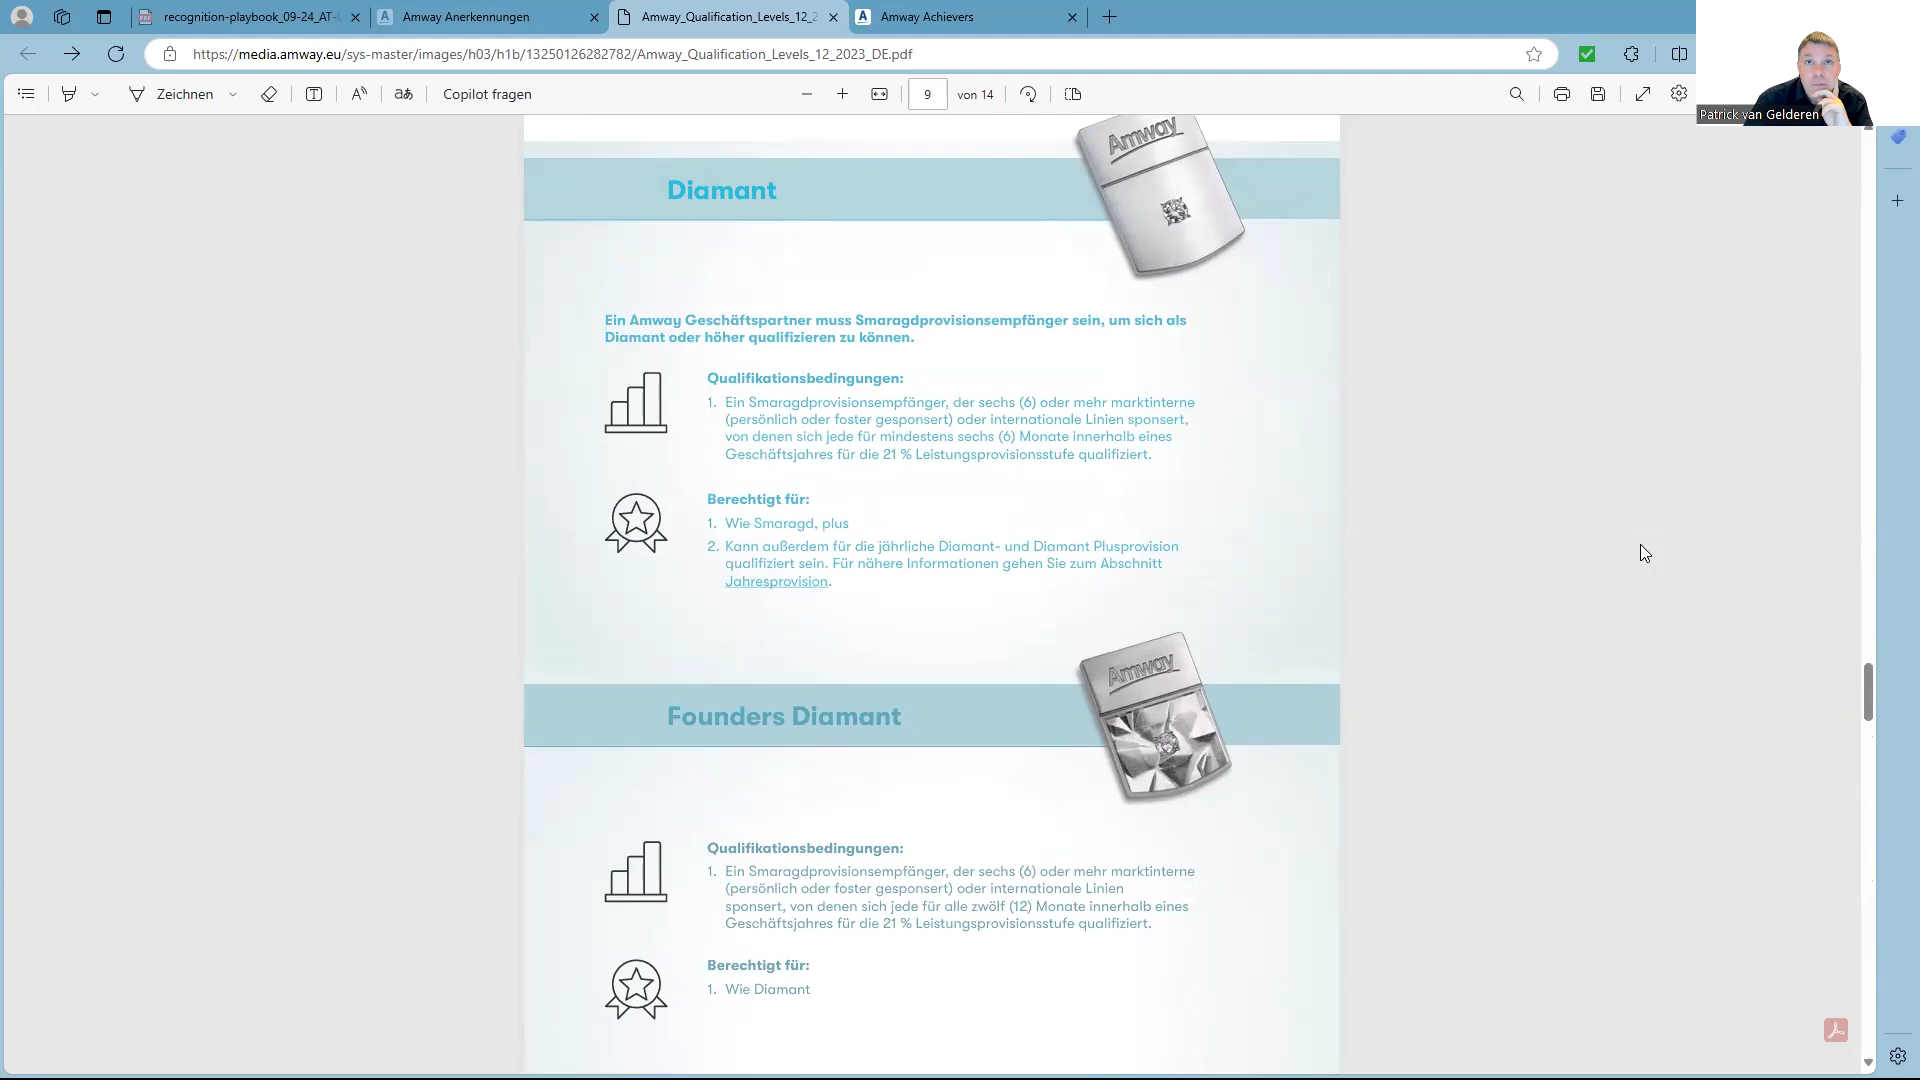 recognition-playbook_09-24_AT-
Amway Anerkennungen
Amway_Qualification_Levels_12_2
Amway Achievers
https://media.amway.eu/sys-master/images/h03/h1b/13250126282782/Amway_Qualification_Levels_12_2023_DE.pdf
Zeichnen
Copilot fragen
9 von 14
Patrick van Gelderen
Amway
Diamant
Ein Amway Geschäftspartner muss Smaragdprovisionsempfänger sein, um sich als
Diamant oder höher qualifizieren zu können.
Qualifikationsbedingungen:
1. Ein Smaragdprovisionsempfänger, der sechs (6) oder mehr marktinterne
(persönlich oder foster gesponsert) oder internationale Linien sponsert,
von denen sich jede für mindestens sechs (6) Monate innerhalb eines
Geschäftsjahres für die 21 % Leistungsprovisionsstufe qualifiziert.
Berechtigt für:
1. Wie Smaragd, plus
2. Kann außerdem für die jährliche Diamant- und Diamant Plusprovision
qualifiziert sein. Für nähere Informationen gehen Sie zum Abschnitt
Jahresprovision.
Amway
Founders Diamant
Qualifikationsbedingungen:
1. Ein Smaragdprovisionsempfänger, der sechs (6) oder mehr marktinterne
(persönlich oder foster gesponsert) oder internationale Linien
sponsert, von denen sich jede für alle zwölf (12) Monate innerhalb eines
Geschäftsjahres für die 21 % Leistungsprovisionsstufe qualifiziert.
Berechtigt für:
1. Wie Diamant